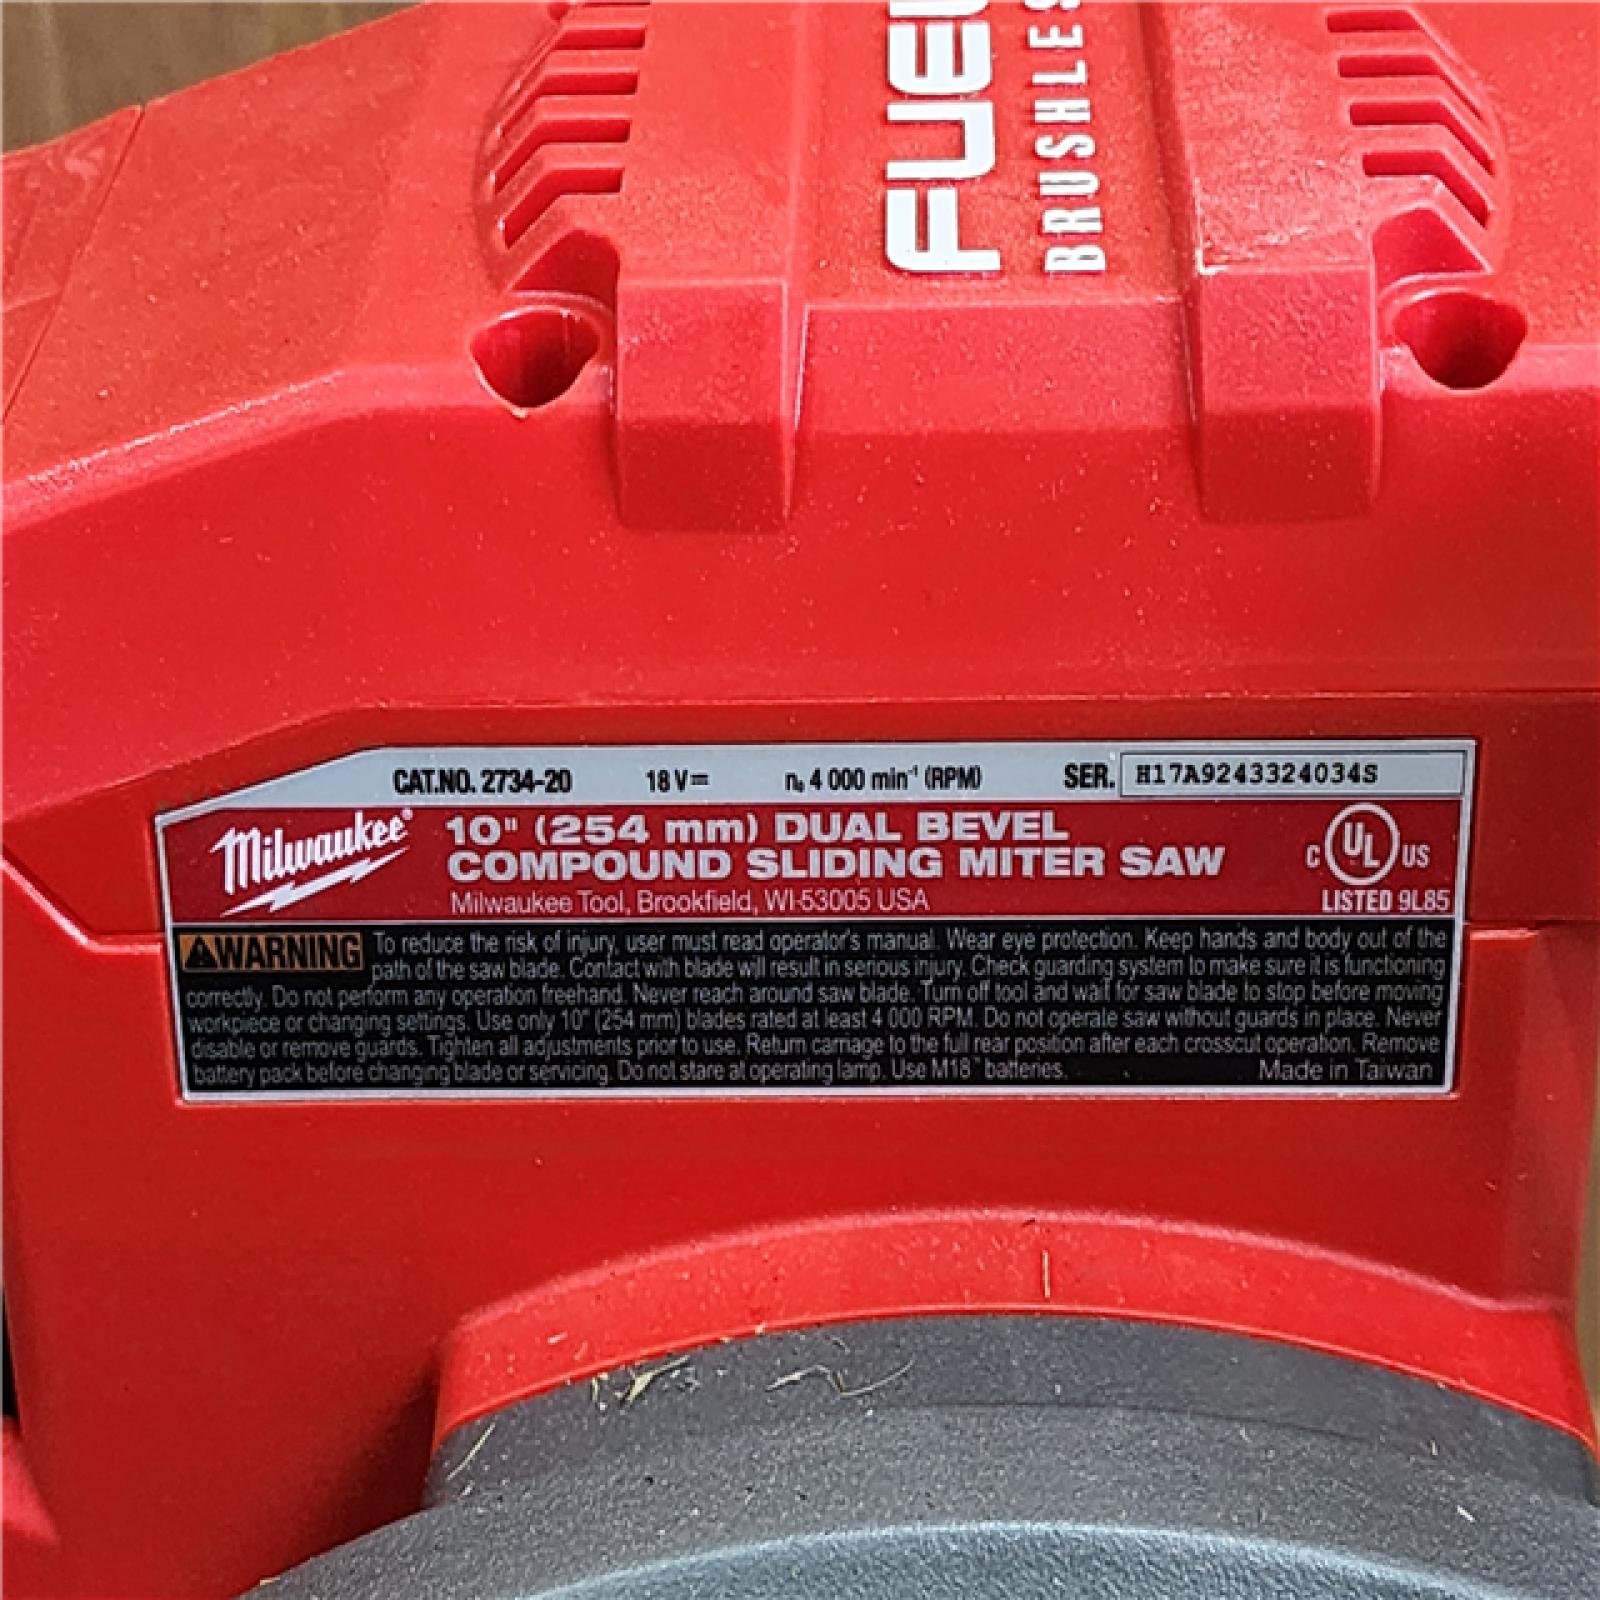 FUEL
BRUSHLES
CAT.NO. 2734-20 18 V⎓ n₀ 4 000 min⁻¹ (RPM) SER. H17A9243324034S
Milwaukee® 10" (254 mm) DUAL BEVEL
COMPOUND SLIDING MITER SAW
Milwaukee Tool, Brookfield, WI 53005 USA
C UL US
LISTED 9L85
WARNING To reduce the risk of injury, user must read operator's manual. Wear eye protection. Keep hands and body out of the
path of the saw blade. Contact with blade will result in serious injury. Check guarding system to make sure it is functioning
correctly. Do not perform any operation freehand. Never reach around saw blade. Turn off tool and wait for saw blade to stop before moving
workpiece or changing settings. Use only 10" (254 mm) blades rated at least 4 000 RPM. Do not operate saw without guards in place. Never
disable or remove guards. Tighten all adjustments prior to use. Return carriage to the full rear position after each crosscut operation. Remove
battery pack before changing blade or servicing. Do not stare at operating lamp. Use M18™ batteries. Made in Taiwan